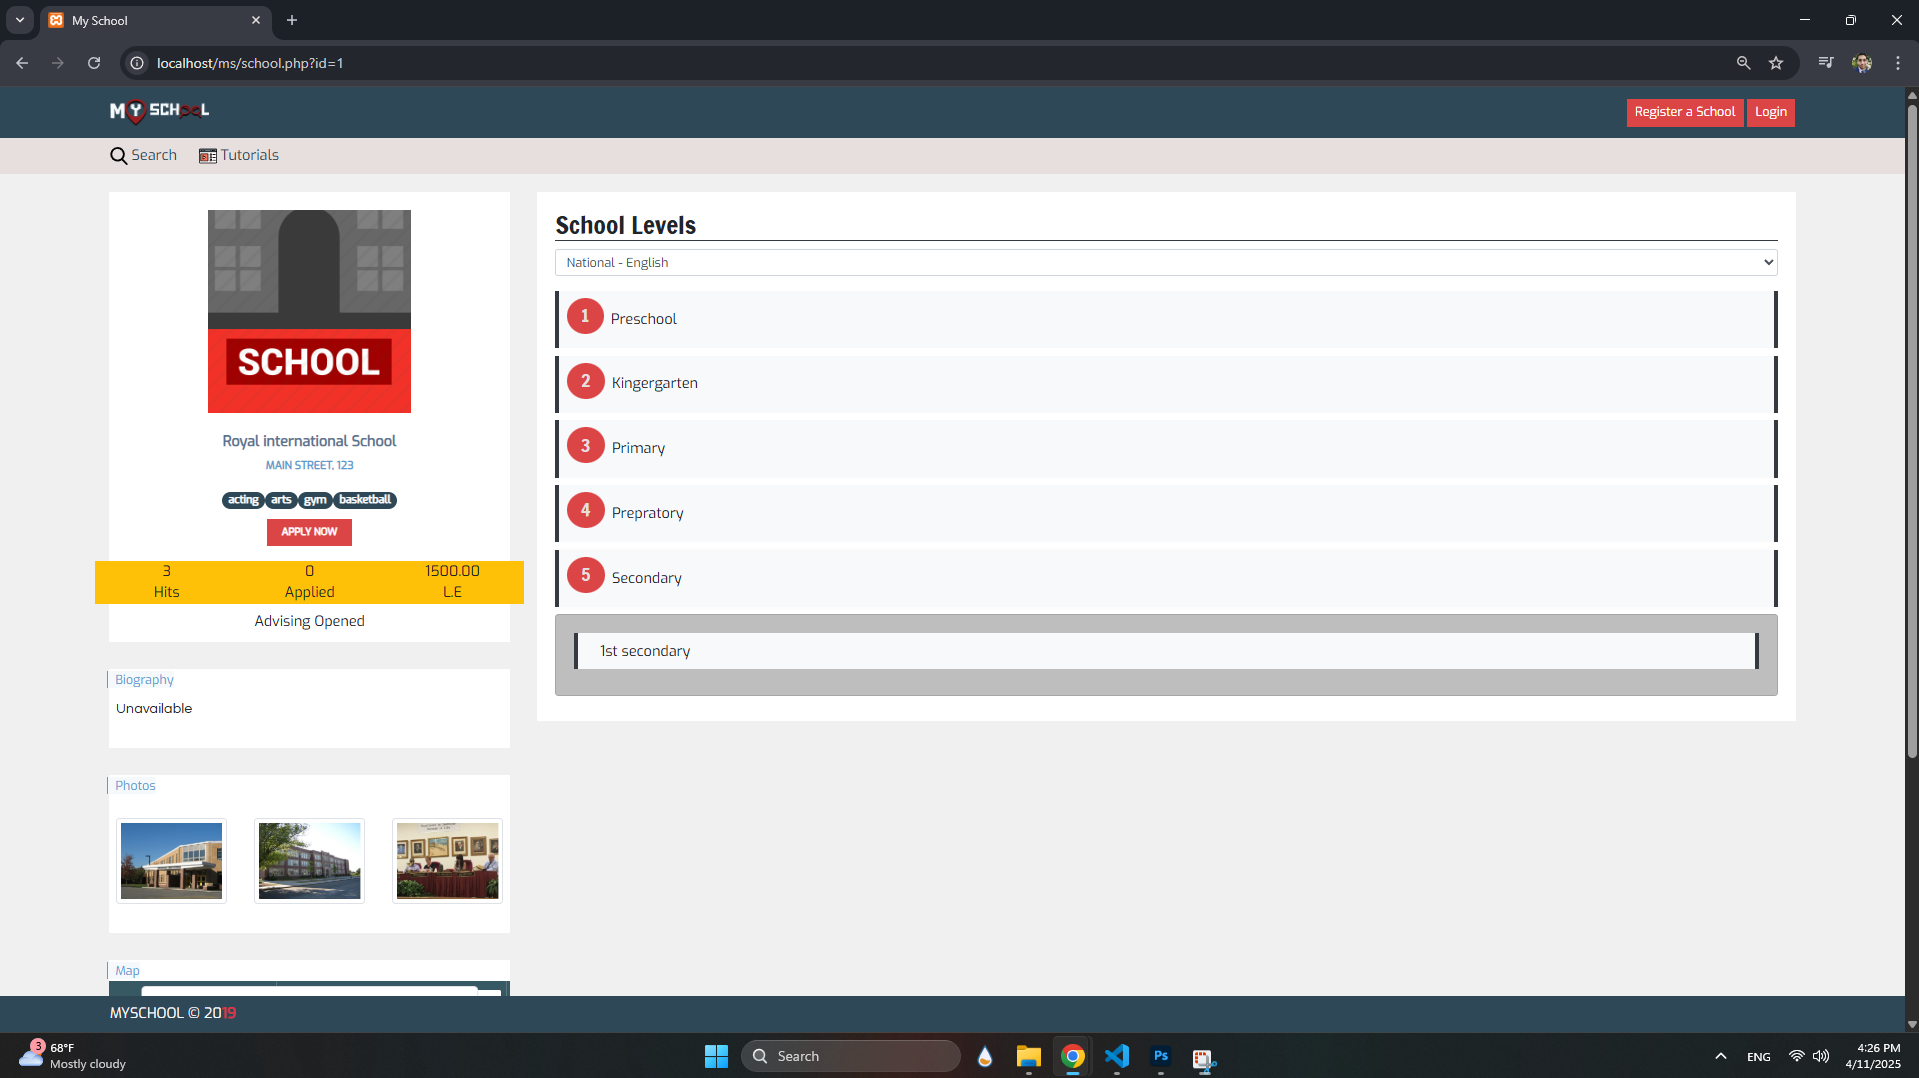 My School
localhost/ms/school.php?id=1
MY SCHOOL
Register a School
Login
Search
Tutorials
SCHOOL
Royal international School
MAIN STREET, 123
acting arts gym basketball
APPLY NOW
3 0 1500.00
Hits Applied L.E
Advising Opened
Biography
Unavailable
Photos
Map
School Levels
National - English
1 Preschool
2 Kingergarten
3 Primary
4 Prepratory
5 Secondary
1st secondary
MYSCHOOL © 2019
3
68°F
Mostly cloudy
Search
Ps
ENG
4:26 PM
4/11/2025